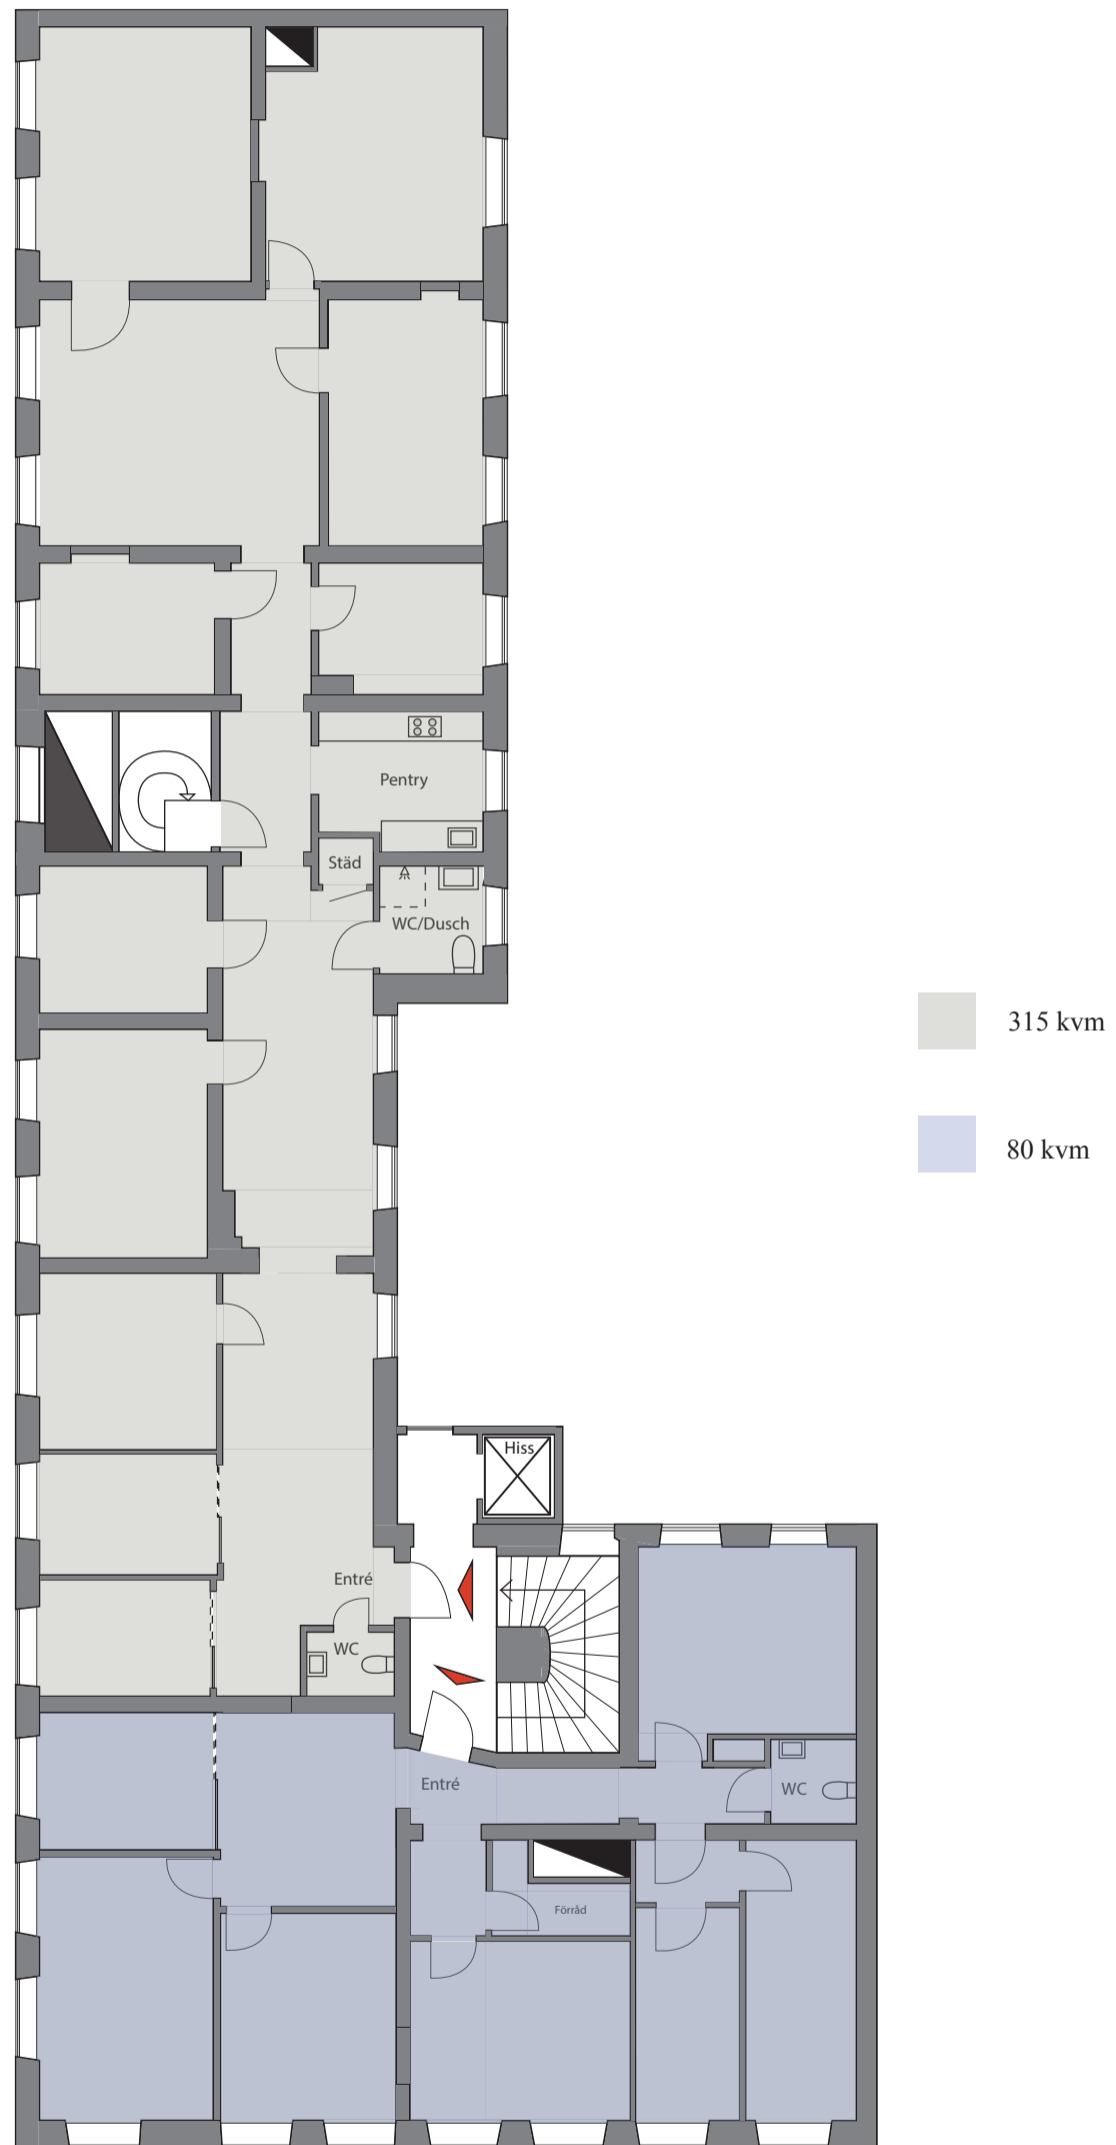 Pentry
Städ
WC/Dusch
315 kvm
80 kvm
Hiss
Entré
WC
Entré
WC
Förråd